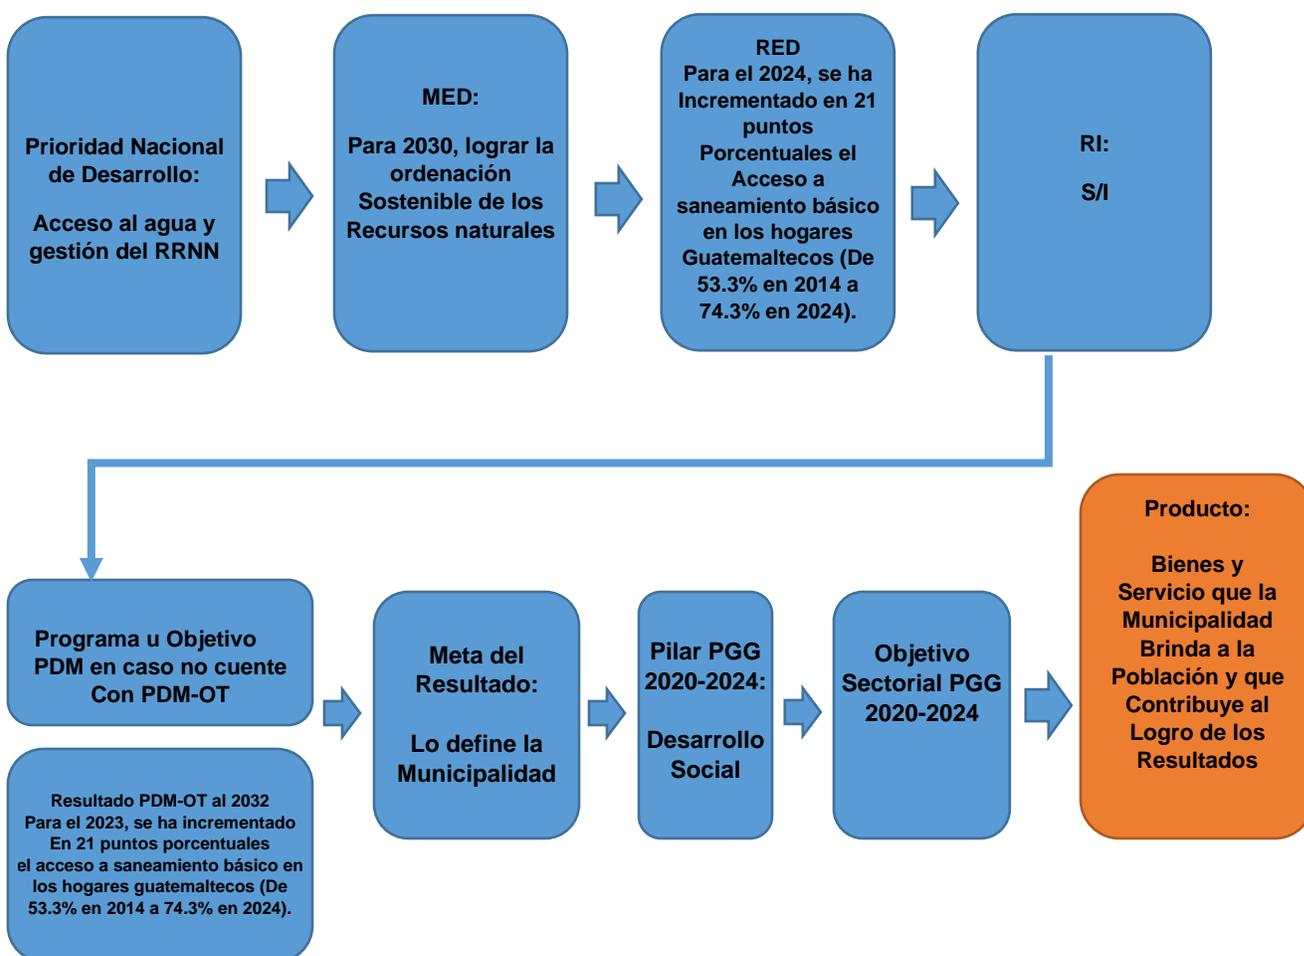 Prioridad Nacional
de Desarrollo:
Acceso al agua y
gestión del RRNN
MED:
Para 2030, lograr la
ordenación
Sostenible de los
Recursos naturales
RED
Para el 2024, se ha
Incrementado en 21
puntos
Porcentuales el
Acceso a
saneamiento básico
en los hogares
Guatemaltecos (De
53.3% en 2014 a
74.3% en 2024).
RI:
S/I
Programa u Objetivo
PDM en caso no cuente
Con PDM-OT
Resultado PDM-OT al 2032
Para el 2023, se ha incrementado
En 21 puntos porcentuales
el acceso a saneamiento básico en
los hogares guatemaltecos (De
53.3% en 2014 a 74.3% en 2024).
Meta del
Resultado:
Lo define la
Municipalidad
Pilar PGG
2020-2024:
Desarrollo
Social
Objetivo
Sectorial PGG
2020-2024
Producto:
Bienes y
Servicio que la
Municipalidad
Brinda a la
Población y que
Contribuye al
Logro de los
Resultados